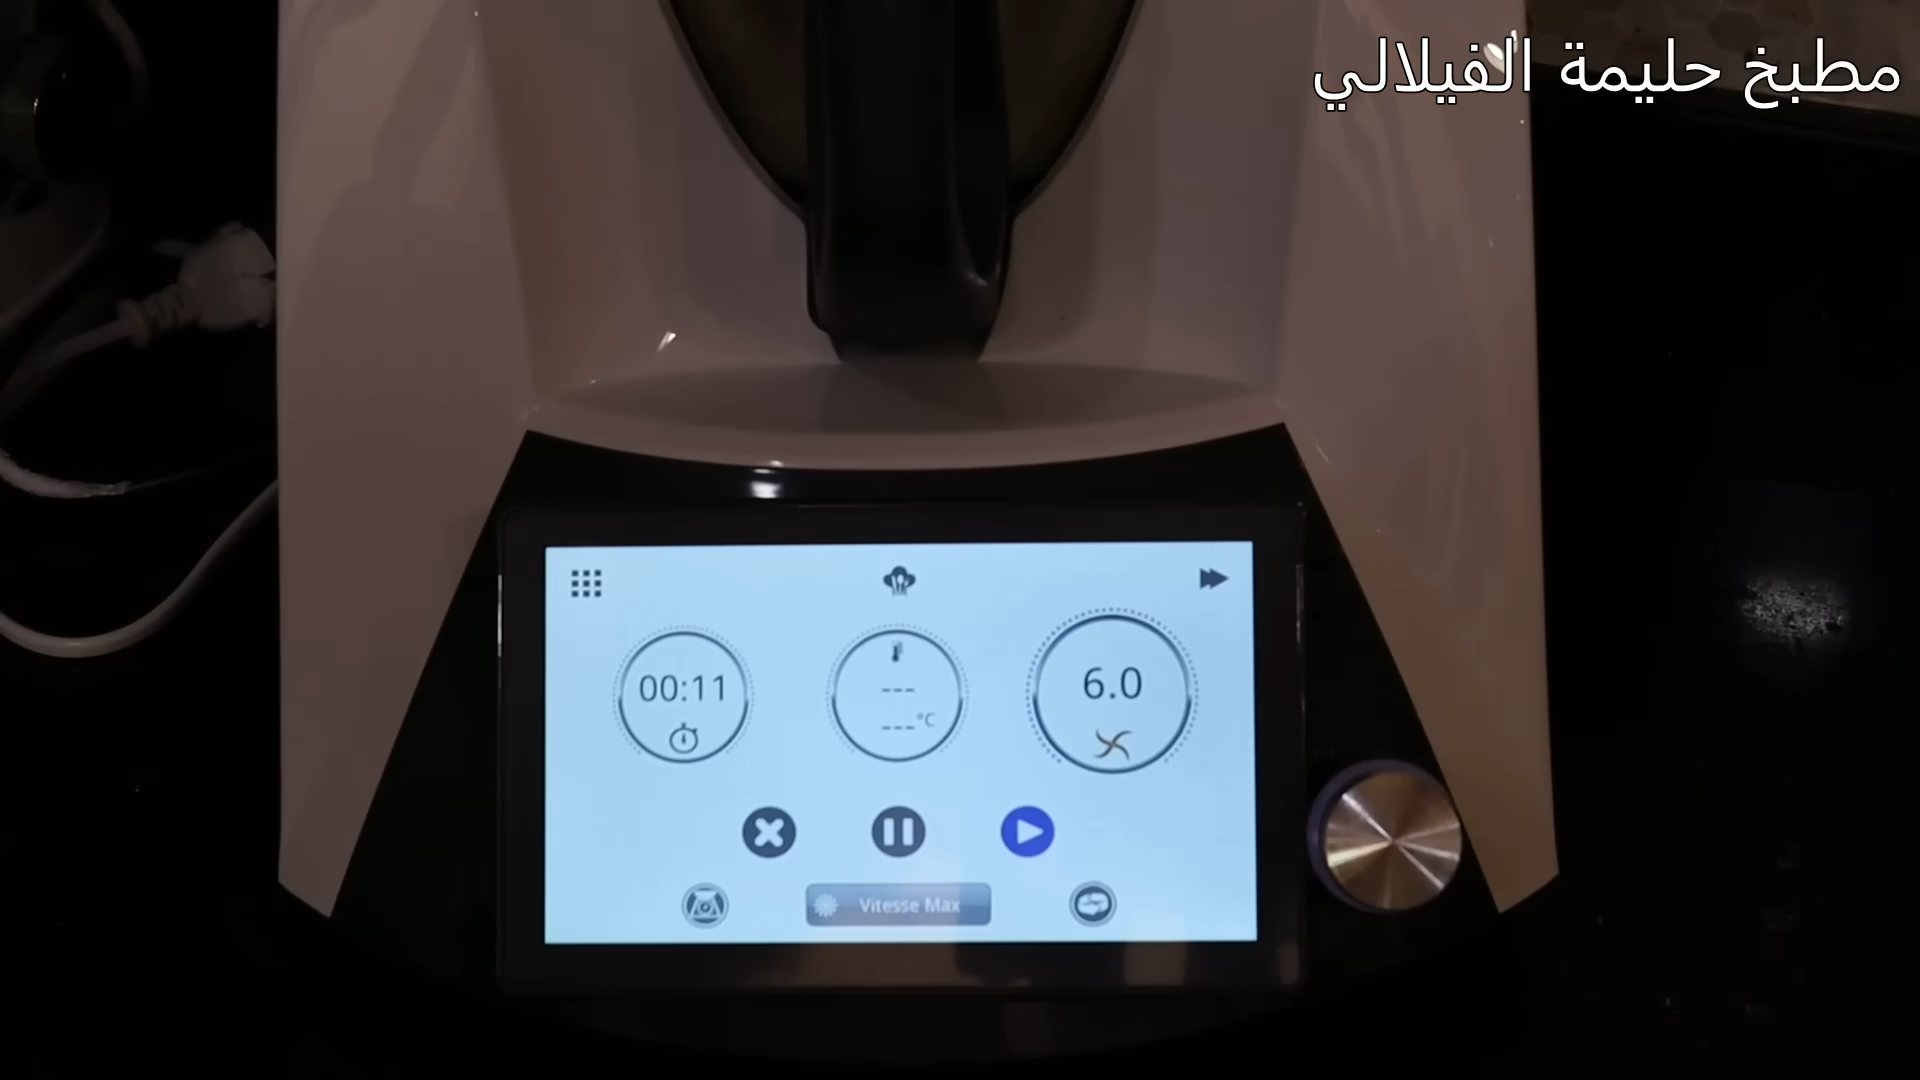 مطبخ حليمة الفيلالي
00:11
---
---°C
6.0
Vitesse Max